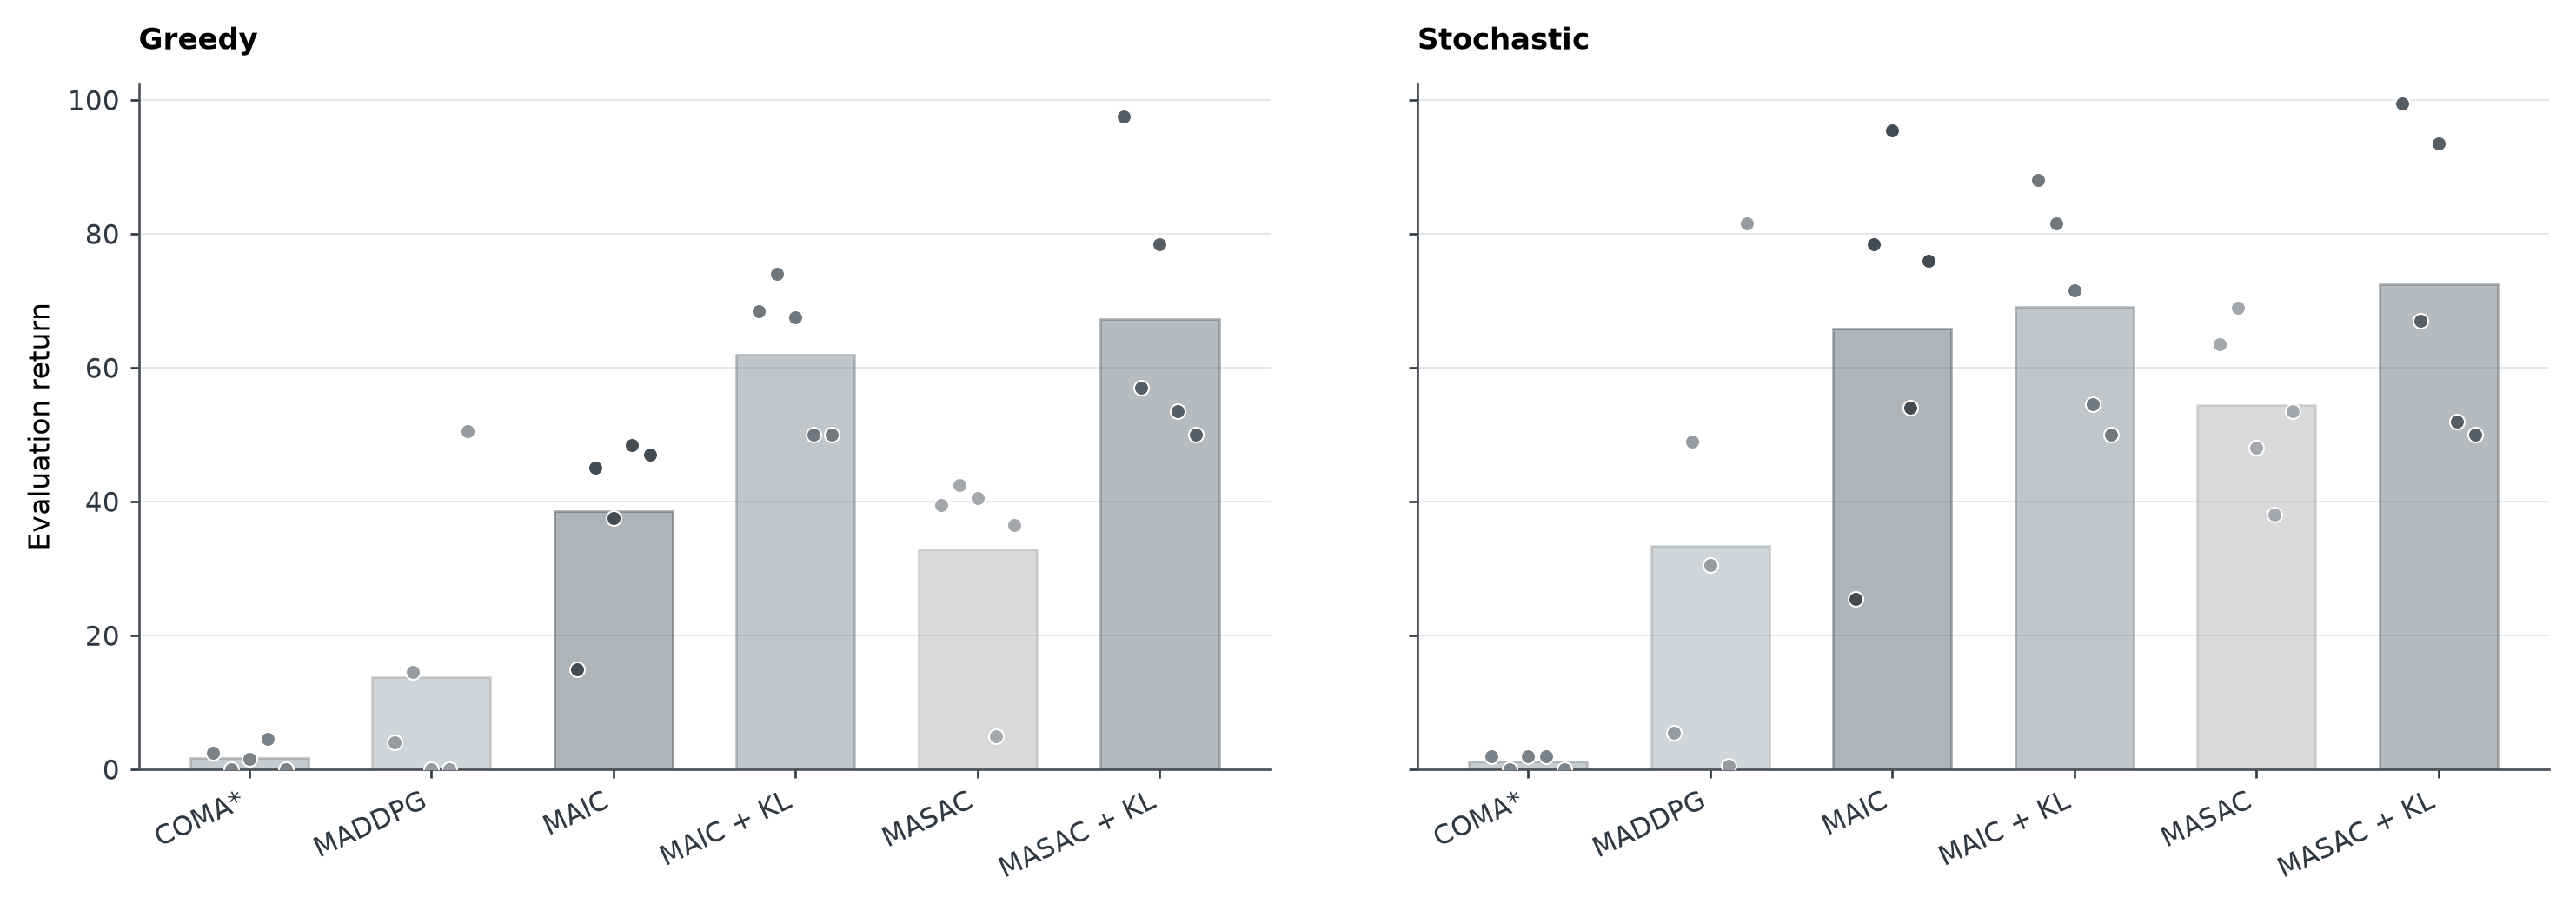 Greedy
Stochastic
Evaluation return
100
80
60
40
20
0
COMA*
MADDPG
MAIC
MAIC + KL
MASAC
MASAC + KL
COMA*
MADDPG
MAIC
MAIC + KL
MASAC
MASAC + KL